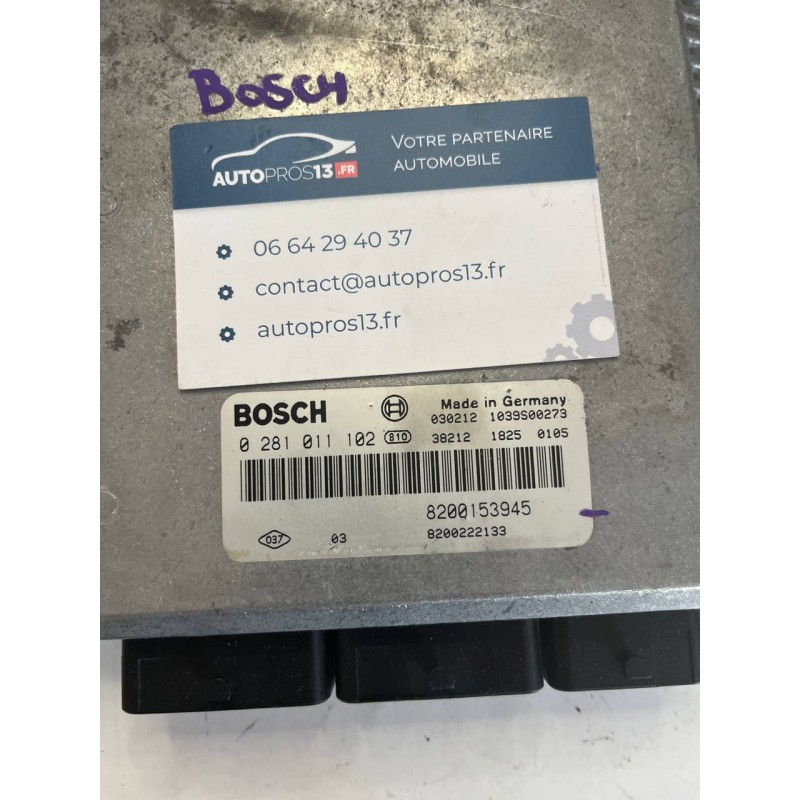 BOSCH
AUTOPROS13.FR
VOTRE PARTENAIRE
AUTOMOBILE
06 64 29 40 37
contact@autopros13.fr
autopros13.fr
BOSCH Made in Germany
030212 1039S00273
0 281 011 102 810 38212 1825 0105
8200153945
037 03 8200222133